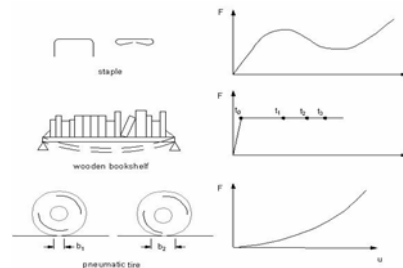 F
staple
F
t₀ t₁ t₂ t₃
wooden bookshelf
F
b₁ b₂
u
pneumatic tire